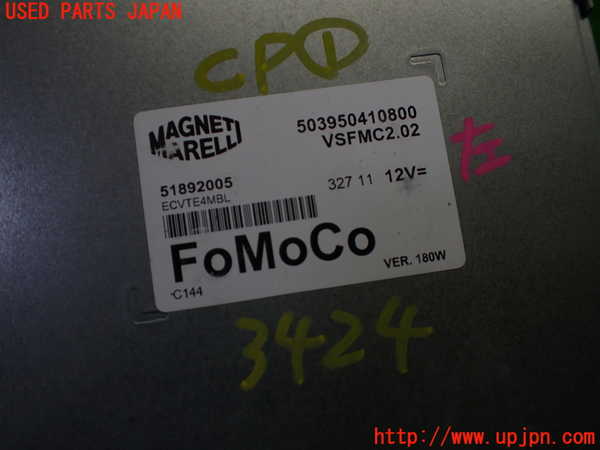 USED PARTS JAPAN
CPU
MAGNETI
MARELLI
503950410800
VSFMC2.02
左
51892005
327 11 12V=
ECVTE4MBL
FoMoCo
C144
VER. 180W
3424
http://www.upjpn.com/